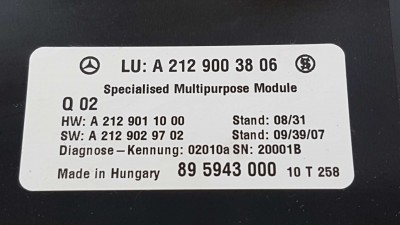 LU: A 212 900 38 06
Specialised Multipurpose Module
Q 02
HW: A 212 901 10 00 Stand: 08/31
SW: A 212 902 97 02 Stand: 09/39/07
Diagnose - Kennung: 02010a SN: 20001B
Made in Hungary 89 5943 000 10 T 258